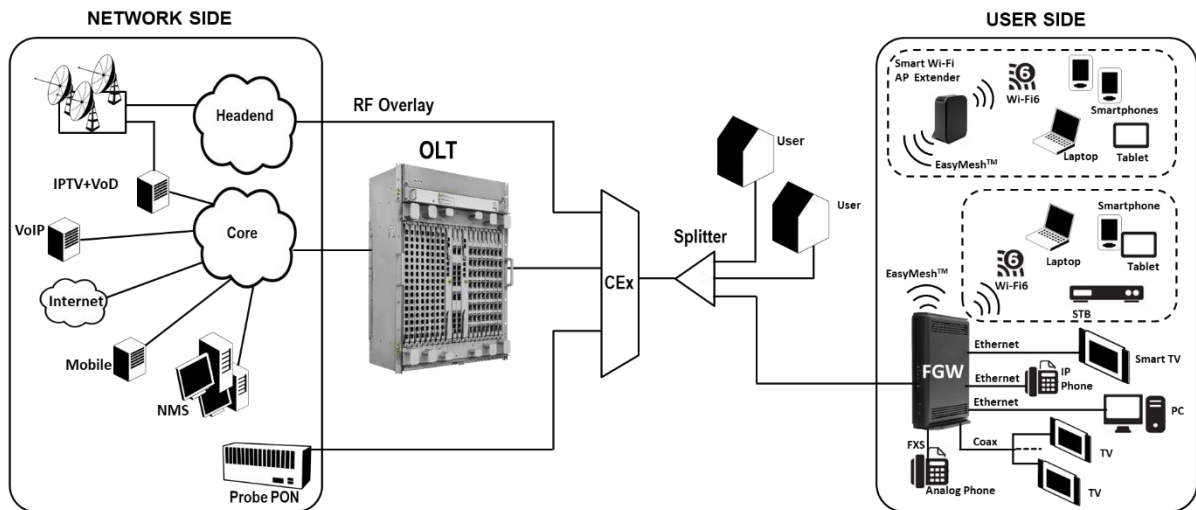 NETWORK SIDE
USER SIDE
Headend
RF Overlay
OLT
IPTV+VoD
VoIP
Core
Internet
Mobile
NMS
Probe PON
CEx
Splitter
User
User
Smart Wi-Fi
AP Extender
6
Wi-Fi6
Smartphones
EasyMesh™
Laptop
Tablet
Smartphone
Laptop
Tablet
EasyMesh™
6
Wi-Fi6
STB
FGW
Ethernet
Smart TV
Ethernet
IP
Phone
Ethernet
PC
FXS
Coax
TV
Analog Phone
TV